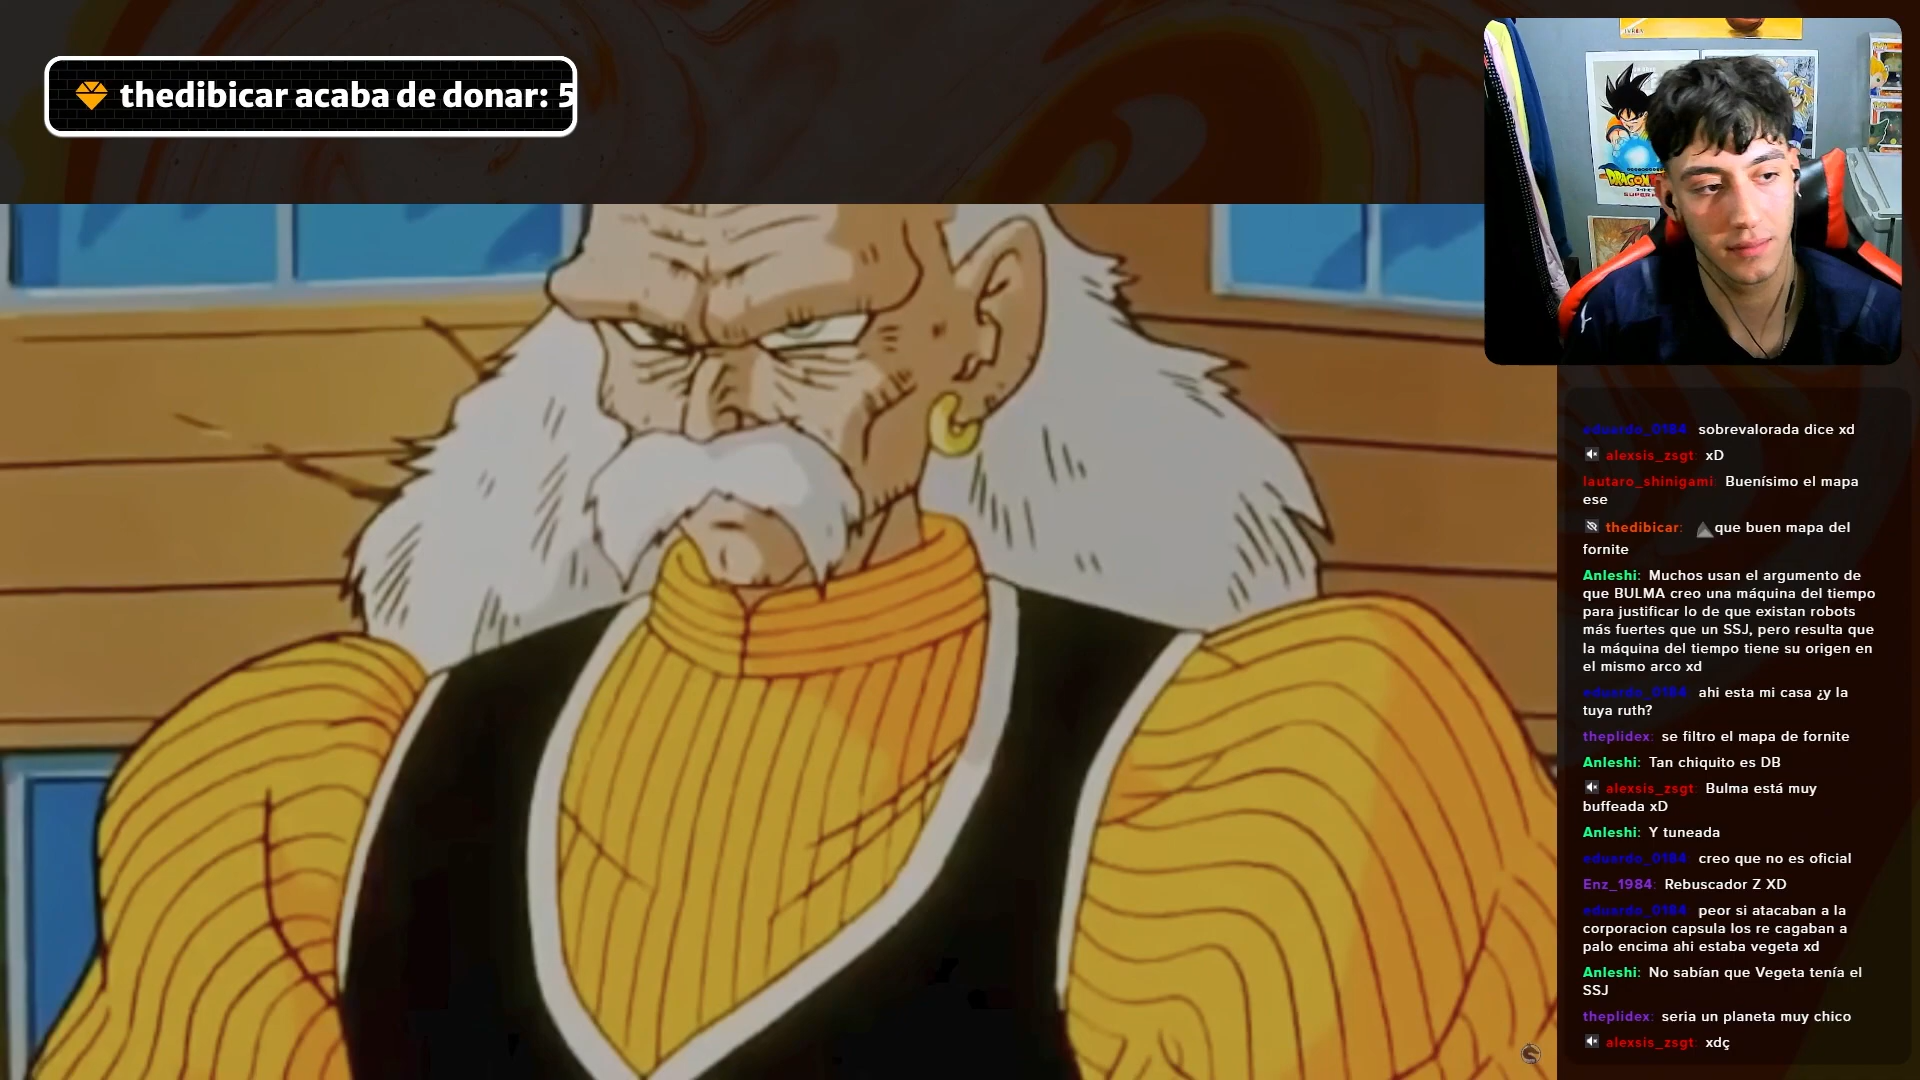 thedibicar acaba de donar: 5
DRAGON
SUPER
eduardo_0184: sobrevalorada dice xd
alexsis_zsgt: xD
lautaro_shinigami: Buenísimo el mapa
ese
thedibicar: que buen mapa del
fornite
Anleshi: Muchos usan el argumento de
que BULMA creo una máquina del tiempo
para justificar lo de que existan robots
más fuertes que un SSJ, pero resulta que
la máquina del tiempo tiene su origen en
el mismo arco xd
eduardo_0184: ahi esta mi casa ¿y la
tuya ruth?
theplidex: se filtro el mapa de fornite
Anleshi: Tan chiquito es DB
alexsis_zsgt: Bulma está muy
buffeada xD
Anleshi: Y tuneada
eduardo_0184: creo que no es oficial
Enz_1984: Rebuscador Z XD
eduardo_0184: peor si atacaban a la
corporacion capsula los re cagaban a
palo encima ahi estaba vegeta xd
Anleshi: No sabían que Vegeta tenía el
SSJ
theplidex: seria un planeta muy chico
alexsis_zsgt: xdç